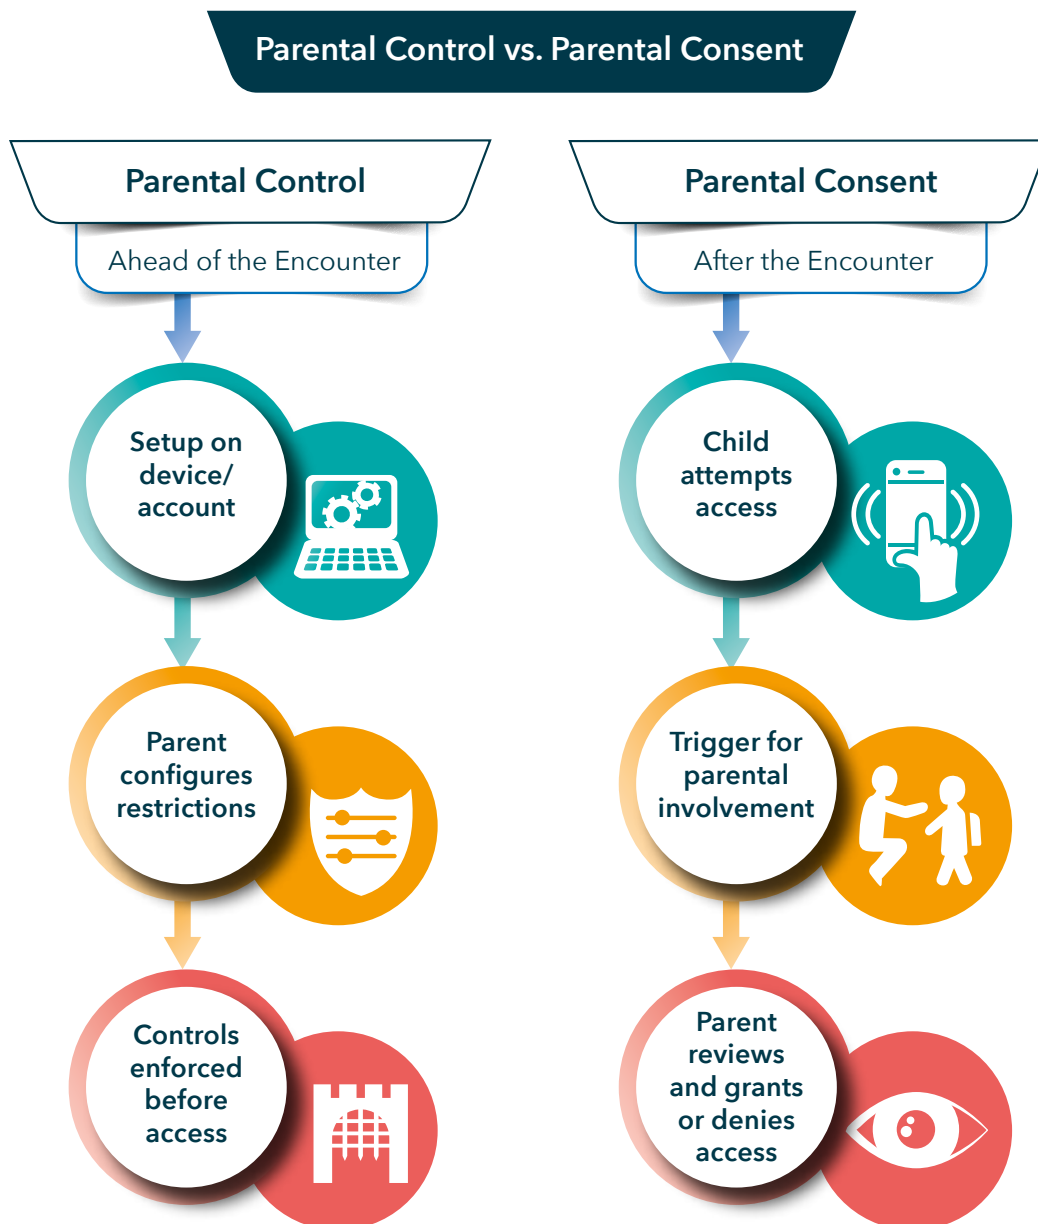 Parental Control vs. Parental Consent
Parental Control
Ahead of the Encounter
Setup on
device/
account
Parent
configures
restrictions
Controls
enforced
before
access
Parental Consent
After the Encounter
Child
attempts
access
Trigger for
parental
involvement
Parent
reviews
and grants
or denies
access